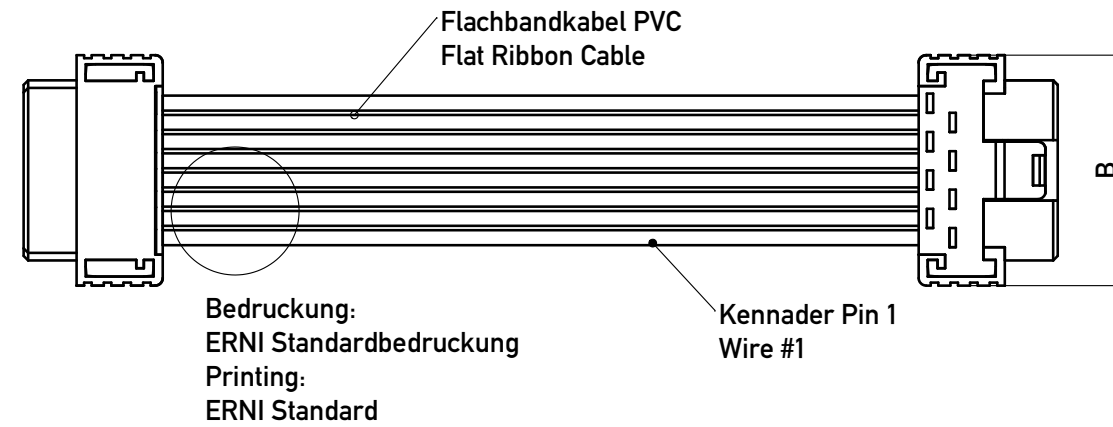 Flachbandkabel PVC
Flat Ribbon Cable
B
Bedruckung:
ERNI Standardbedruckung
Printing:
ERNI Standard
Kennader Pin 1
Wire #1